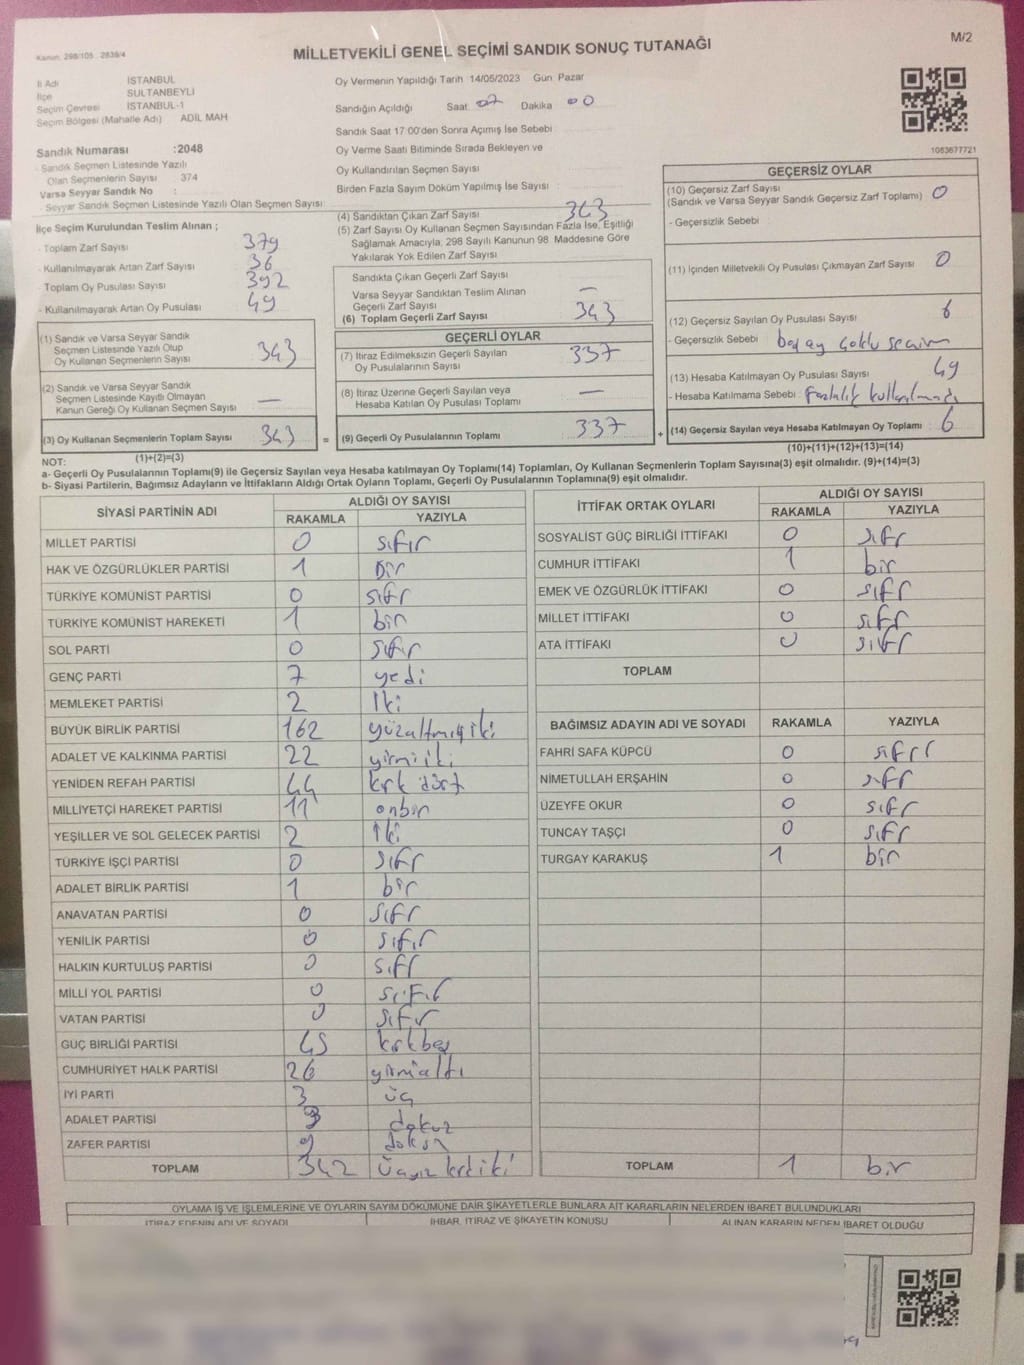 M/2
Kanun: 298/105 , 2839/4
MİLLETVEKİLİ GENEL SEÇİMİ SANDIK SONUÇ TUTANAĞI
İl Adı İSTANBUL
İlçe SULTANBEYLİ
Seçim Çevresi İSTANBUL-1
Seçim Bölgesi (Mahalle Adı) ADİL MAH
Sandık Numarası :2048
- Sandık Seçmen Listesinde Yazılı
Olan Seçmenlerin Sayısı 374
Varsa Seyyar Sandık No :
- Seyyar Sandık Seçmen Listesinde Yazılı Olan Seçmen Sayısı
Oy Vermenin Yapıldığı Tarih 14/05/2023 Gün Pazar
Sandığın Açıldığı Saat 07 Dakika 00
Sandık Saat 17 00'den Sonra Açımış İse Sebebi
Oy Verme Saati Bitiminde Sırada Bekleyen ve
Oy Kullandırılan Seçmen Sayısı
Birden Fazla Sayım Döküm Yapılmış İse Sayısı
1083677721
İlçe Seçim Kurulundan Teslim Alınan ;
- Toplam Zarf Sayısı 379
- Kullanılmayarak Artan Zarf Sayısı 36
- Toplam Oy Pusulası Sayısı 392
- Kullanılmayarak Artan Oy Pusulası 49
(1) Sandık ve Varsa Seyyar Sandık
Seçmen Listesinde Yazılı Olup
Oy Kullanan Seçmenlerin Sayısı 343
(2) Sandık ve Varsa Seyyar Sandık
Seçmen Listesinde Kayıtlı Olmayan
Kanun Gereği Oy Kullanan Seçmen Sayısı —
(3) Oy Kullanan Seçmenlerin Toplam Sayısı 343 =
(1)+(2)=(3)
(4) Sandıktan Çıkan Zarf Sayısı 343
(5) Zarf Sayısı Oy Kullanan Seçmen Sayısından Fazla İse, Eşitliği
Sağlamak Amacıyla, 298 Sayılı Kanunun 98 Maddesine Göre
Yakılarak Yok Edilen Zarf Sayısı
Sandıkta Çıkan Geçerli Zarf Sayısı
Varsa Seyyar Sandıktan Teslim Alınan
Geçerli Zarf Sayısı —
(6) Toplam Geçerli Zarf Sayısı 343
GEÇERLİ OYLAR
(7) İtiraz Edilmeksizin Geçerli Sayılan
Oy Pusulalarının Sayısı 337
(8) İtiraz Üzerine Geçerli Sayılan veya
Hesaba Katılan Oy Pusulası Toplamı —
(9) Geçerli Oy Pusulalarının Toplamı 337 +
GEÇERSİZ OYLAR
(10) Geçersiz Zarf Sayısı
(Sandık ve Varsa Seyyar Sandık Geçersiz Zarf Toplamı) 0
- Geçersizlik Sebebi
(11) İçinden Milletvekili Oy Pusulası Çıkmayan Zarf Sayısı 0
(12) Geçersiz Sayılan Oy Pusulası Sayısı 6
- Geçersizlik Sebebi
(13) Hesaba Katılmayan Oy Pusulası Sayısı 49
- Hesaba Katılmama Sebebi : Fazlalık kullanılmadı
(14) Geçersiz Sayılan veya Hesaba Katılmayan Oy Toplamı : 6
(10)+(11)+(12)+(13)=(14)
NOT:
a- Geçerli Oy Pusulalarının Toplamı(9) ile Geçersiz Sayılan veya Hesaba katılmayan Oy Toplamı(14) Toplamları, Oy Kullanan Seçmenlerin Toplam Sayısına(3) eşit olmalıdır. (9)+(14)=(3)
b- Siyasi Partilerin, Bağımsız Adayların ve İttifakların Aldığı Ortak Oyların Toplamı, Geçerli Oy Pusulalarının Toplamına(9) eşit olmalıdır.
SİYASİ PARTİNİN ADI ALDIĞI OY SAYISI
RAKAMLA YAZIYLA
MİLLET PARTİSİ 0 sıfır
HAK VE ÖZGÜRLÜKLER PARTİSİ 1 bir
TÜRKİYE KOMÜNİST PARTİSİ 0 sıfr
TÜRKİYE KOMÜNİST HAREKETİ 1 bir
SOL PARTİ 0 sıfır
GENÇ PARTİ 7 yedi
MEMLEKET PARTİSİ 2 İki
BÜYÜK BİRLİK PARTİSİ 162 yüzaltmışiki
ADALET VE KALKINMA PARTİSİ 22 yirmiiki
YENİDEN REFAH PARTİSİ 44 kırk dört
MİLLİYETÇİ HAREKET PARTİSİ 11 onbir
YEŞİLLER VE SOL GELECEK PARTİSİ 2 İki
TÜRKİYE İŞÇİ PARTİSİ 0 sıfr
ADALET BİRLİK PARTİSİ 1 bir
ANAVATAN PARTİSİ 0 sıfr
YENİLİK PARTİSİ 0 sıfır
HALKIN KURTULUŞ PARTİSİ 0 sıfr
MİLLİ YOL PARTİSİ 0 sıfır
VATAN PARTİSİ 0 sıfır
GÜÇ BİRLİĞİ PARTİSİ 45 kırkbeş
CUMHURİYET HALK PARTİSİ 26 yirmialtı
İYİ PARTİ 3 üç
ADALET PARTİSİ 9 dokuz
ZAFER PARTİSİ 9
TOPLAM 342 Üçyüz kırkiki
İTTİFAK ORTAK OYLARI ALDIĞI OY SAYISI
RAKAMLA YAZIYLA
SOSYALİST GÜÇ BİRLİĞİ İTTİFAKI 0 sıfr
CUMHUR İTTİFAKI 1 bir
EMEK VE ÖZGÜRLÜK İTTİFAKI 0 sıfr
MİLLET İTTİFAKI 0 sıfr
ATA İTTİFAKI 0 sıfr
TOPLAM
BAĞIMSIZ ADAYIN ADI VE SOYADI RAKAMLA YAZIYLA
FAHRİ SAFA KÜPCÜ 0 sıfır
NİMETULLAH ERŞAHİN 0 sıfr
ÜZEYFE OKUR 0 sıfr
TUNCAY TAŞÇI 0 sıfr
TURGAY KARAKUŞ 1 bir
TOPLAM 1 bir
OYLAMA İŞ VE İŞLEMLERİNE VE OYLARIN SAYIM DÖKÜMÜNE DAİR ŞİKAYETLERLE BUNLARA AİT KARARLARIN NELERDEN İBARET BULUNDUKLARI
İTİRAZ EDENİN ADI VE SOYADI İHBAR, İTİRAZ VE ŞİKAYETİN KONUSU ALINAN KARARIN NEDEN İBARET OLDUĞU